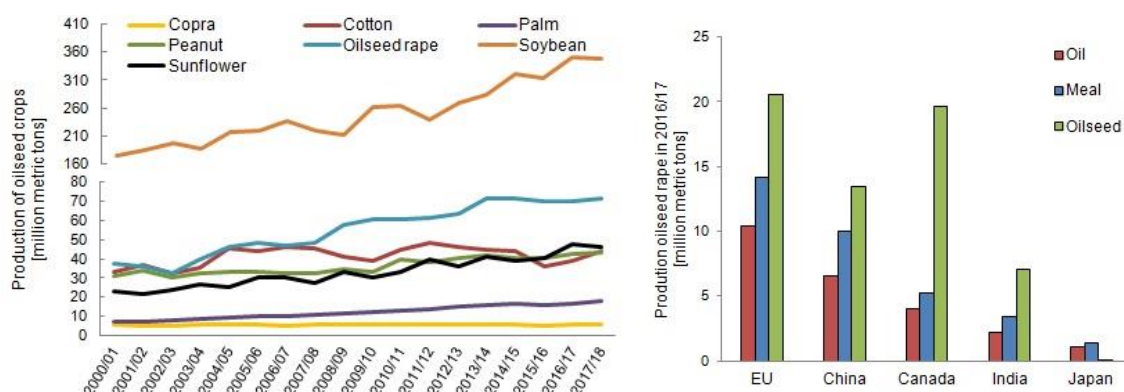 Production of oilseed crops
[million metric tons]
410
360
310
260
210
160
80
70
60
50
40
30
20
10
0
Copra
Cotton
Palm
Peanut
Oilseed rape
Soybean
Sunflower
2000/01
2001/02
2002/03
2003/04
2004/05
2005/06
2006/07
2007/08
2008/09
2009/10
2010/11
2011/12
2012/13
2013/14
2014/15
2015/16
2016/17
2017/18
Production oilseed rape in 2016/17
[million metric tons]
25
20
15
10
5
0
Oil
Meal
Oilseed
EU
China
Canada
India
Japan